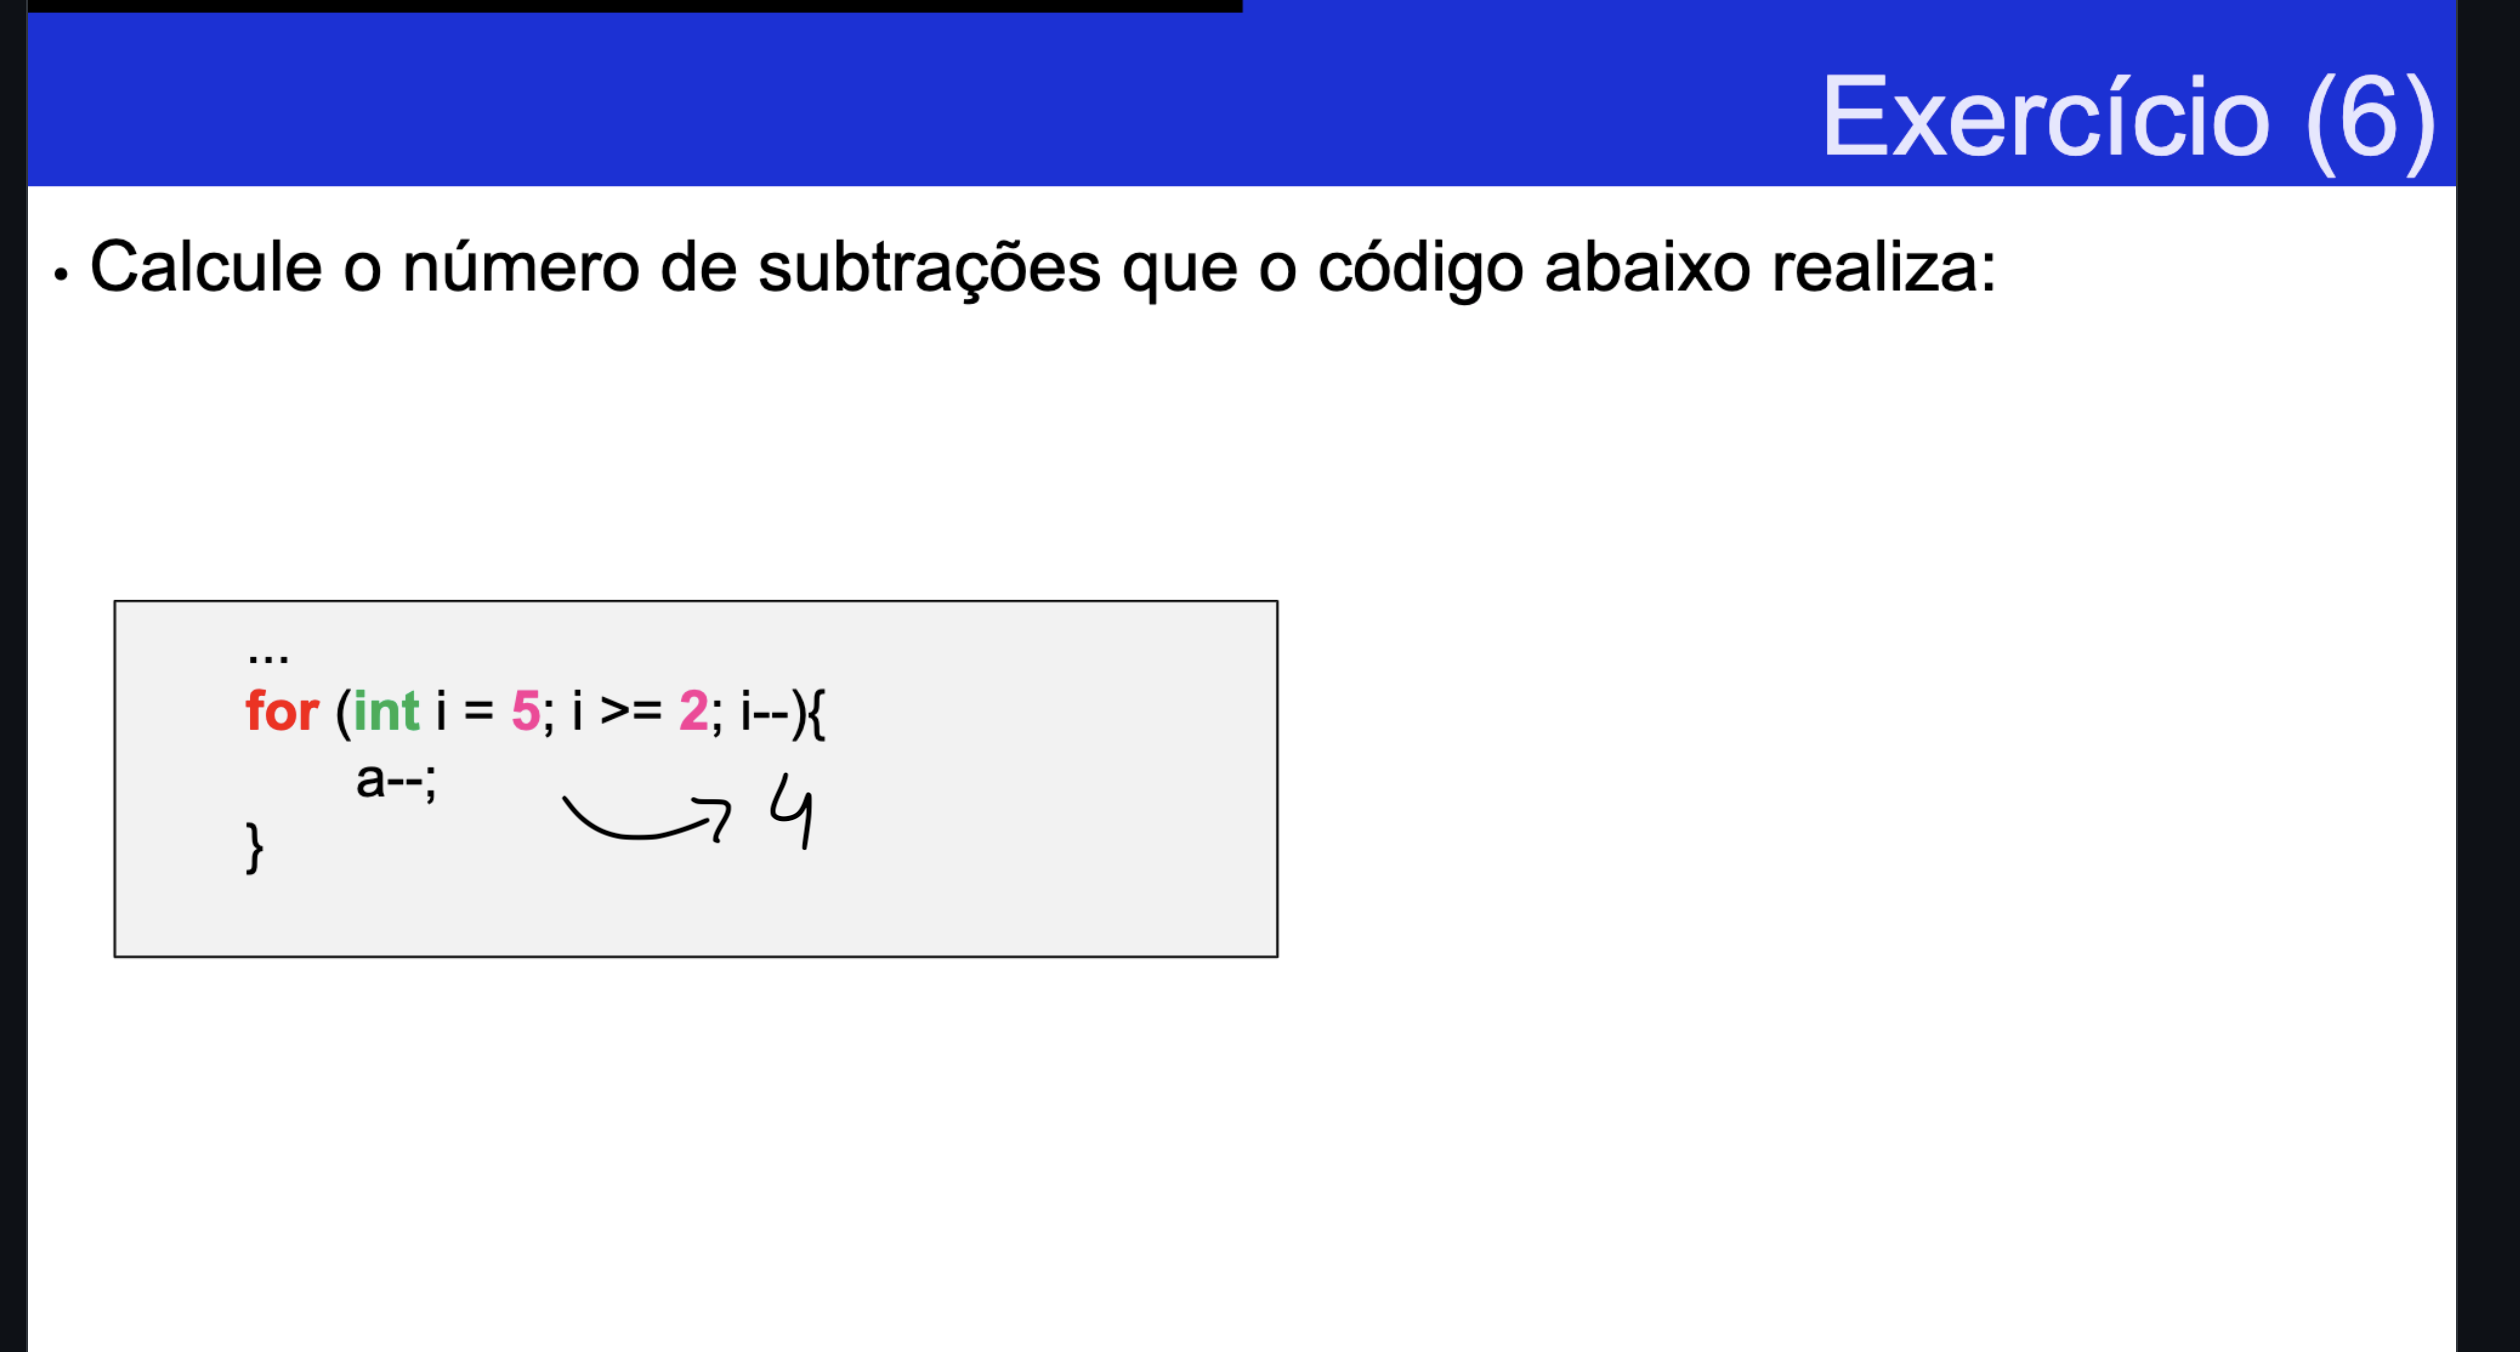 Exercício (6)
• Calcule o número de subtrações que o código abaixo realiza:
...
for (int i = 5; i >= 2; i--){
a--;
4
}